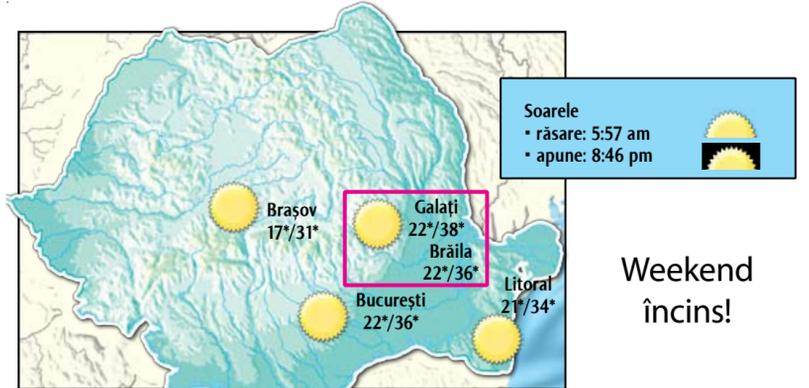 Soarele
▪ răsare: 5:57 am
▪ apune: 8:46 pm
Brașov
17*/31*
Galați
22*/38*
Brăila
22*/36*
București
22*/36*
Litoral
21*/34*
Weekend
încins!